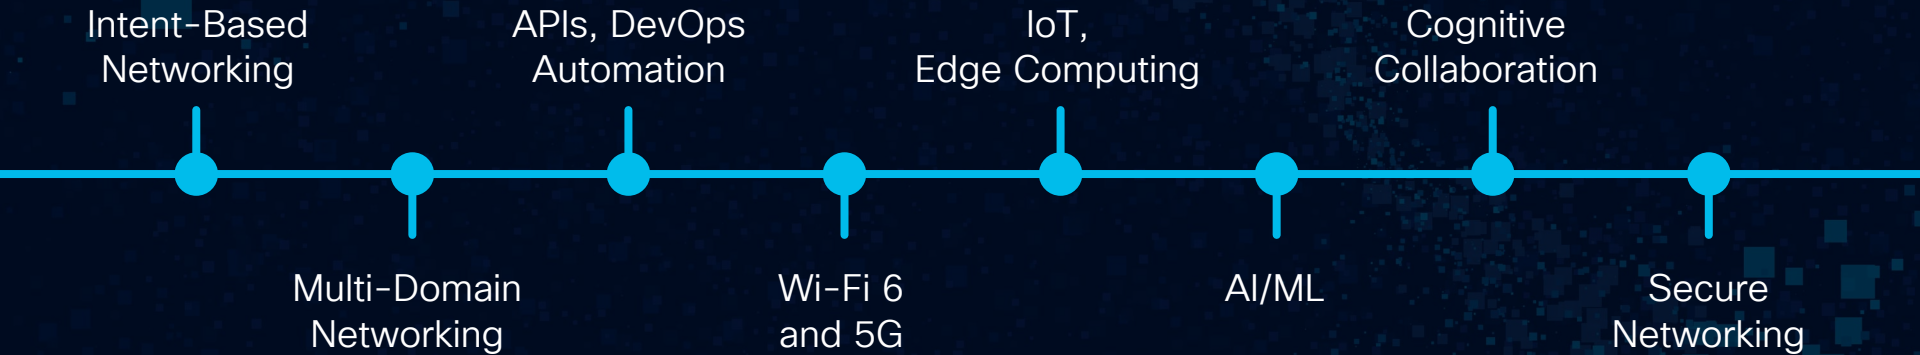 Intent-Based
Networking
Multi-Domain
Networking
APIs, DevOps
Automation
Wi-Fi 6
and 5G
IoT,
Edge Computing
AI/ML
Cognitive
Collaboration
Secure
Networking